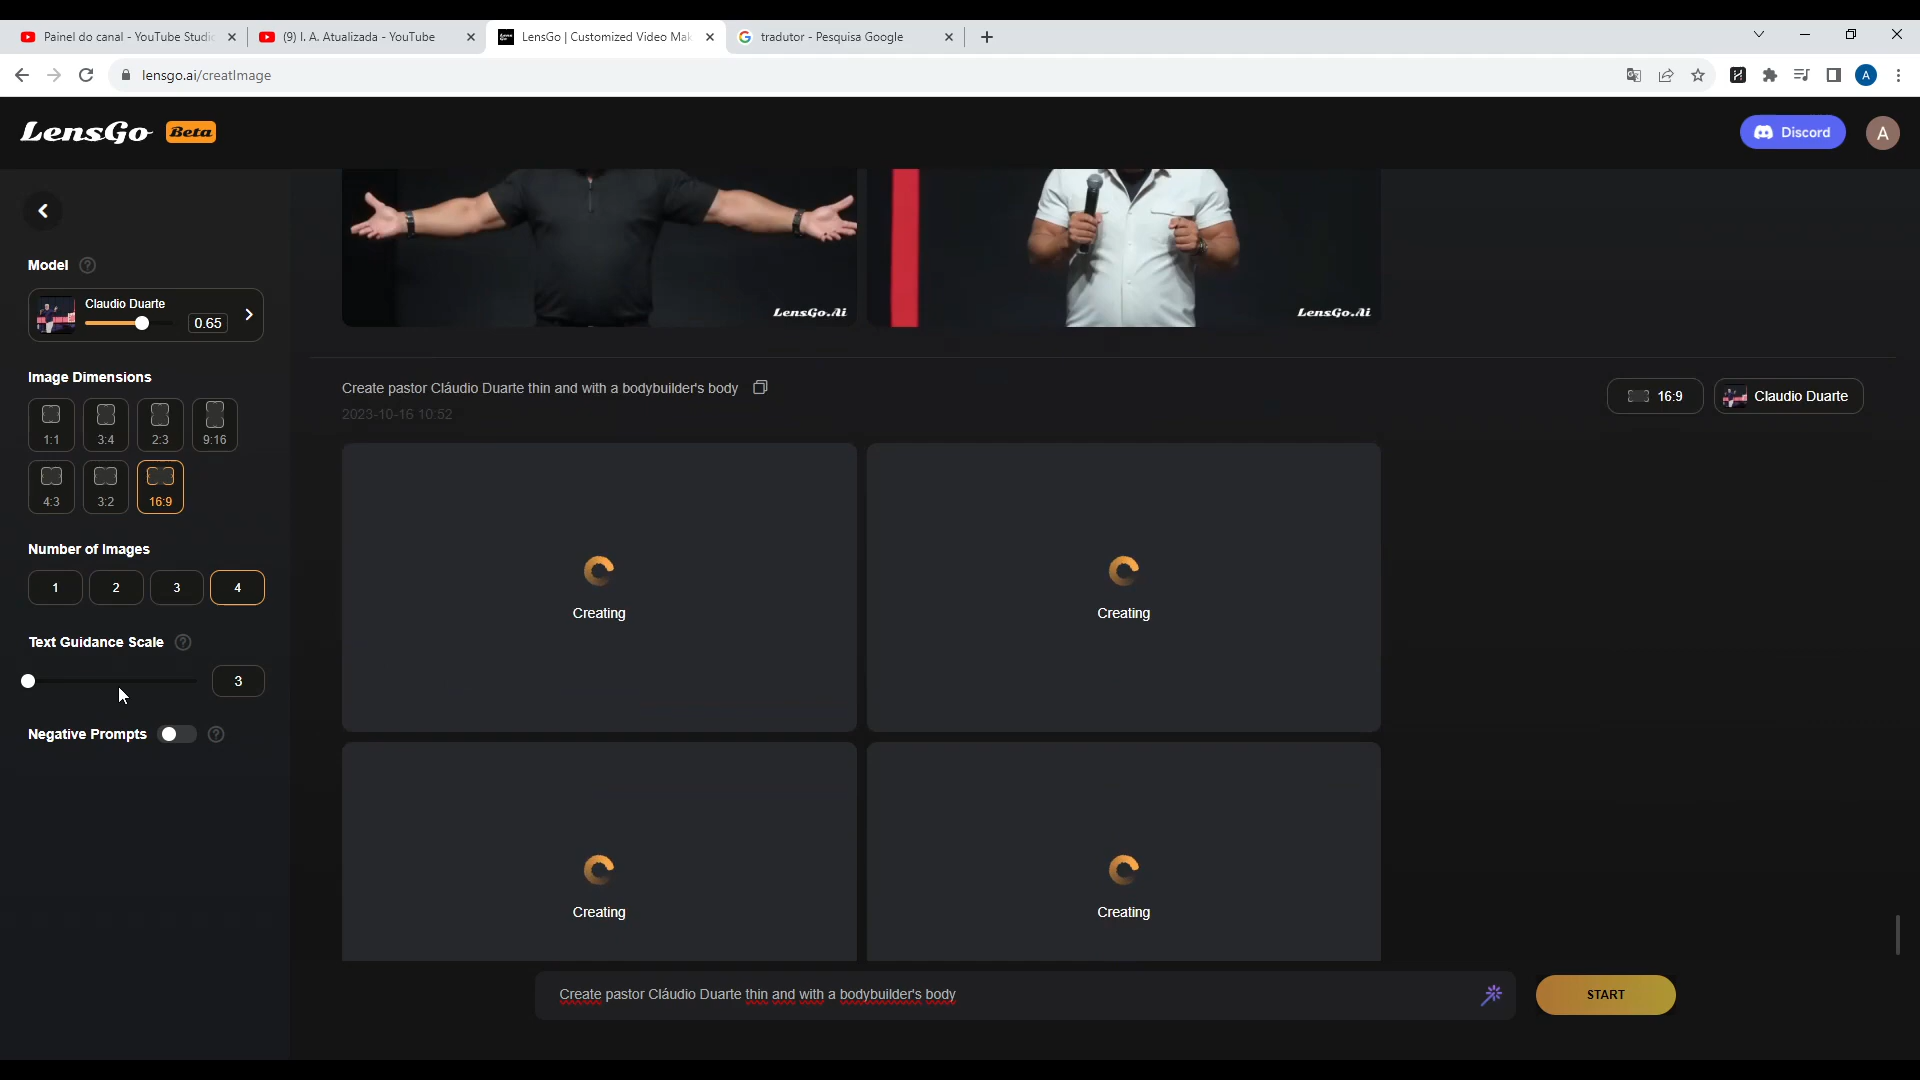 Painel do canal - YouTube Studi
(9) I. A. Atualizada - YouTube
LensGo | Customized Video Mak
tradutor - Pesquisa Google
lensgo.ai/creatImage
A
LensGo Beta
Discord
A
Model
Claudio Duarte
0.65
Image Dimensions
1:1 3:4 2:3 9:16
4:3 3:2 16:9
Number of Images
1 2 3 4
Text Guidance Scale
3
Negative Prompts
LensGo.Ai
LensGo.Ai
Create pastor Cláudio Duarte thin and with a bodybuilder's body
2023-10-16 10:52
16:9
Claudio Duarte
Creating
Creating
Creating
Creating
Create pastor Cláudio Duarte thin and with a bodybuilder's body
START